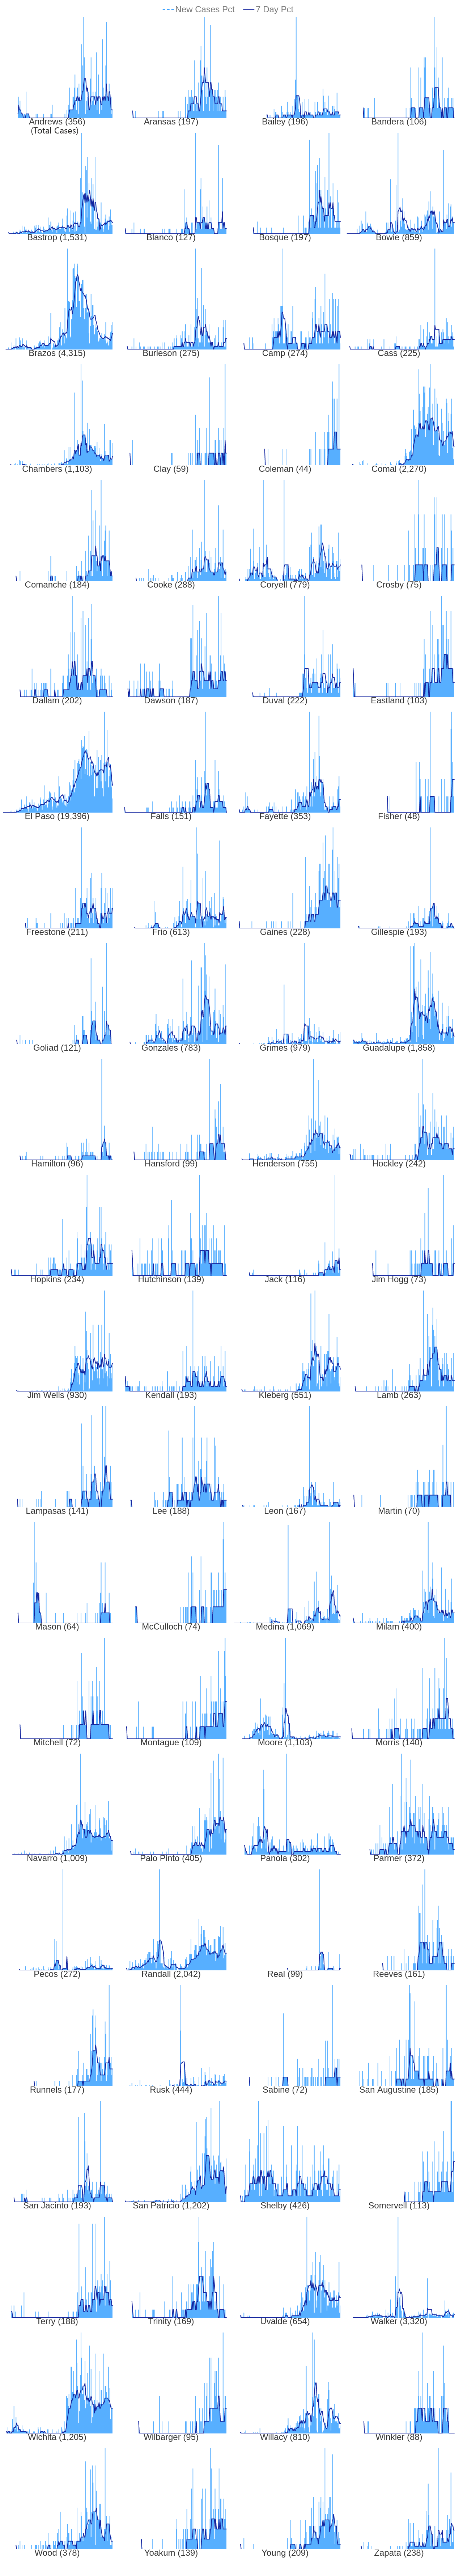 New Cases Pct 7 Day Pct
Andrews (356) Aransas (197) Bailey (196) Bandera (106)
(Total Cases)
Bastrop (1,531) Blanco (127) Bosque (197) Bowie (859)
Brazos (4,315) Burleson (275) Camp (274) Cass (225)
Chambers (1,103) Clay (59) Coleman (44) Comal (2,270)
Comanche (184) Cooke (288) Coryell (779) Crosby (75)
Dallam (202) Dawson (187) Duval (222) Eastland (103)
El Paso (19,396) Falls (151) Fayette (353) Fisher (48)
Freestone (211) Frio (613) Gaines (228) Gillespie (193)
Goliad (121) Gonzales (783) Grimes (979) Guadalupe (1,858)
Hamilton (96) Hansford (99) Henderson (755) Hockley (242)
Hopkins (234) Hutchinson (139) Jack (116) Jim Hogg (73)
Jim Wells (930) Kendall (193) Kleberg (551) Lamb (263)
Lampasas (141) Lee (188) Leon (167) Martin (70)
Mason (64) McCulloch (74) Medina (1,069) Milam (400)
Mitchell (72) Montague (109) Moore (1,103) Morris (140)
Navarro (1,009) Palo Pinto (405) Panola (302) Parmer (372)
Pecos (272) Randall (2,042) Real (99) Reeves (161)
Runnels (177) Rusk (444) Sabine (72) San Augustine (185)
San Jacinto (193) San Patricio (1,202) Shelby (426) Somervell (113)
Terry (188) Trinity (169) Uvalde (654) Walker (3,320)
Wichita (1,205) Wilbarger (95) Willacy (810) Winkler (88)
Wood (378) Yoakum (139) Young (209) Zapata (238)